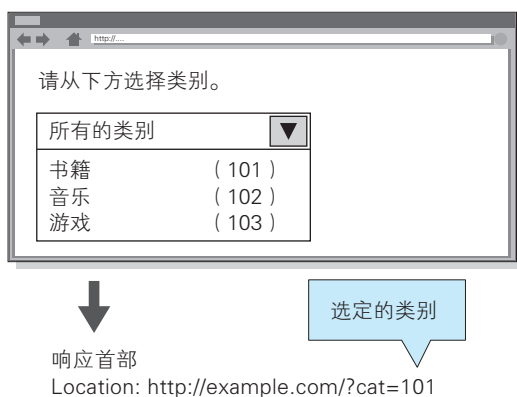 http://....
请从下方选择类别。
所有的类别 ▼
书籍 （101）
音乐 （102）
游戏 （103）
选定的类别
响应首部
Location: http://example.com/?cat=101